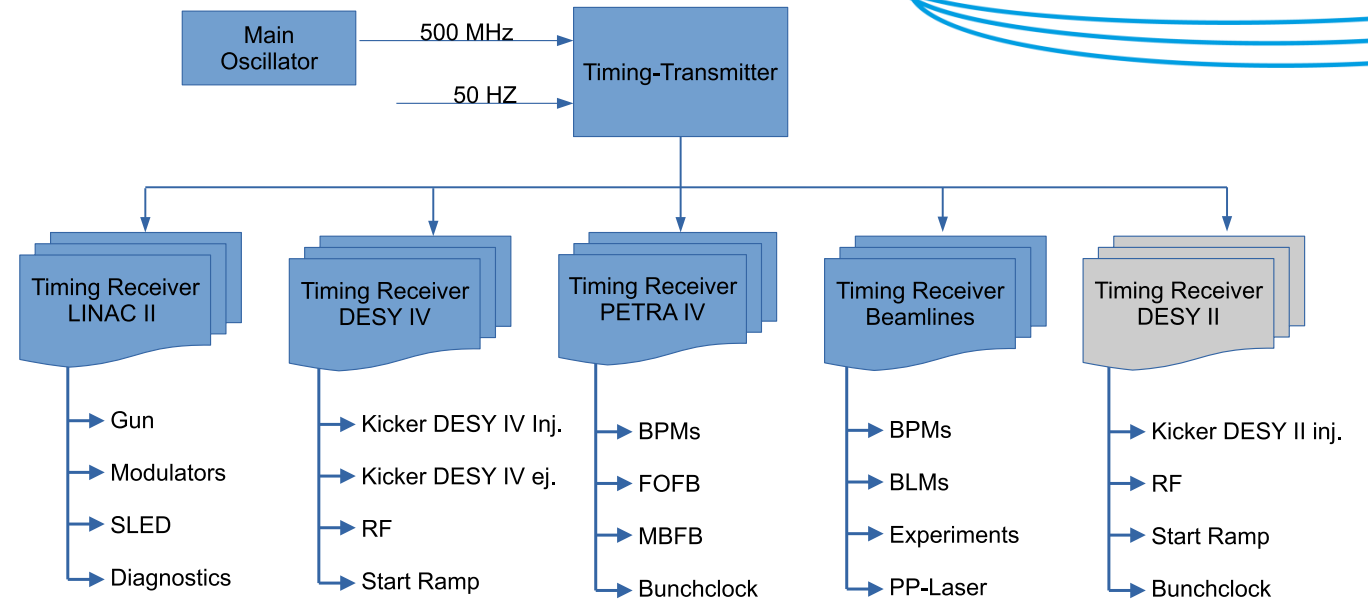 Main
Oscillator
500 MHz
50 HZ
Timing-Transmitter
Timing Receiver
LINAC II
Gun
Modulators
SLED
Diagnostics
Timing Receiver
DESY IV
Kicker DESY IV Inj.
Kicker DESY IV ej.
RF
Start Ramp
Timing Receiver
PETRA IV
BPMs
FOFB
MBFB
Bunchclock
Timing Receiver
Beamlines
BPMs
BLMs
Experiments
PP-Laser
Timing Receiver
DESY II
Kicker DESY II inj.
RF
Start Ramp
Bunchclock